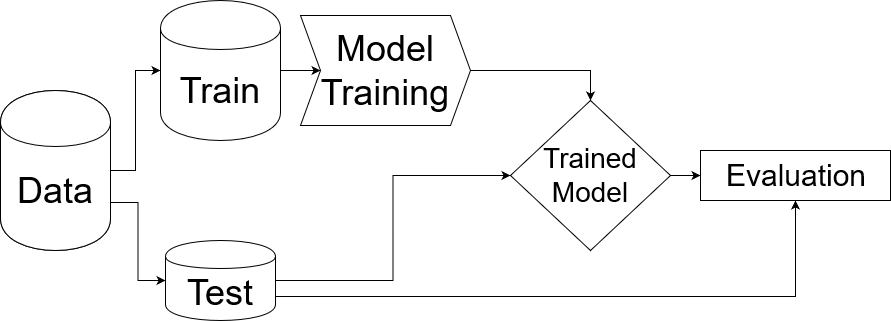 Data
Train
Model
Training
Trained
Model
Evaluation
Test